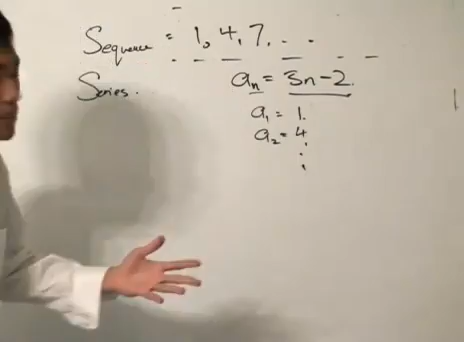 Sequence = 1, 4, 7, . . .
Series. aₙ = 3n-2.
a₁ = 1.
a₂ = 4